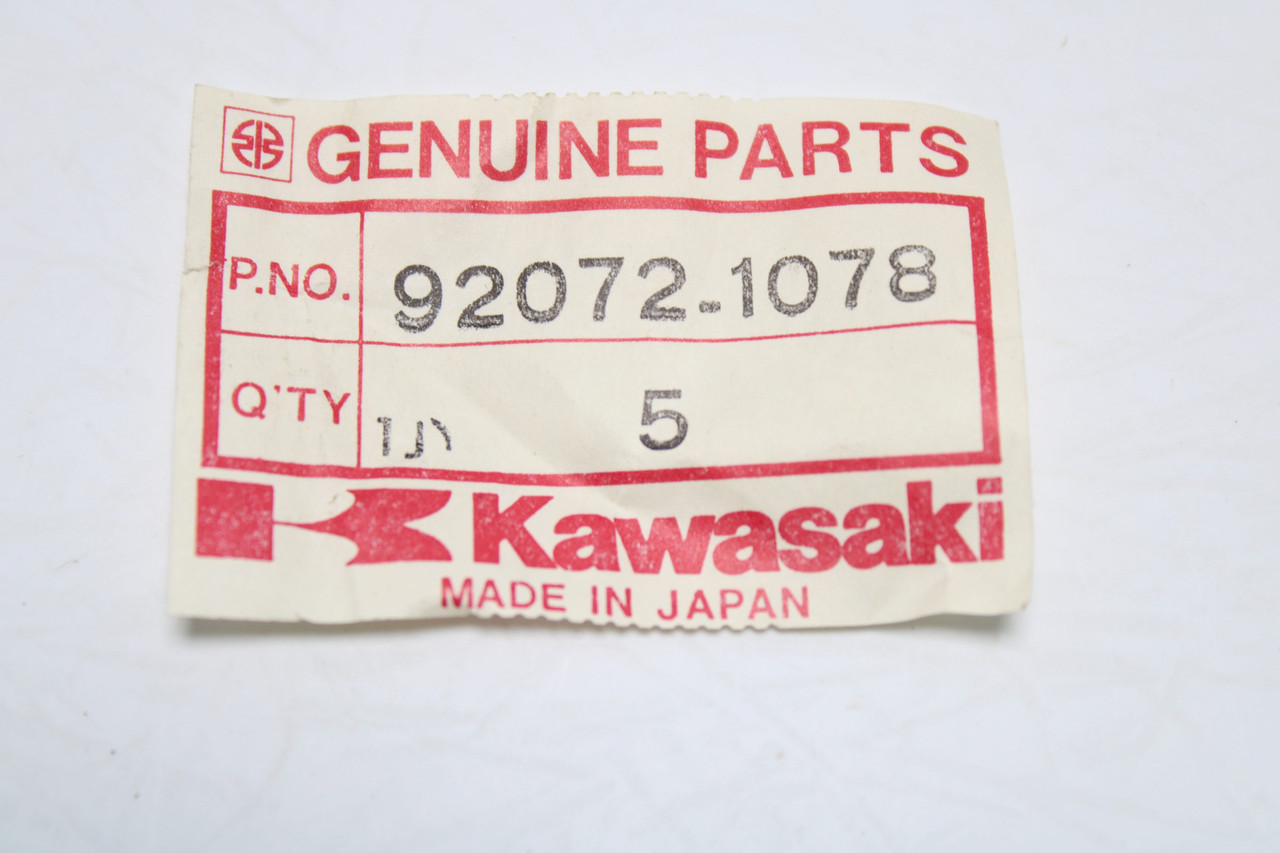 GENUINE PARTS
P.NO. 92072-1078
Q'TY 5
Kawasaki
MADE IN JAPAN